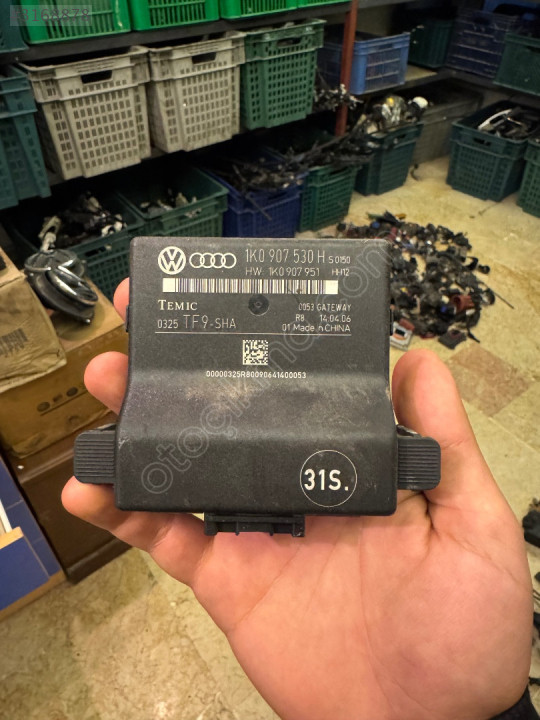 1K0 907 530 H S0150
HW: 1K0 907 951 HH12
TEMIC
0053 GATEWAY
R8 14.04.06
0325 TF9-SHA
01 Made in CHINA
00000325R80090641400053
31S.